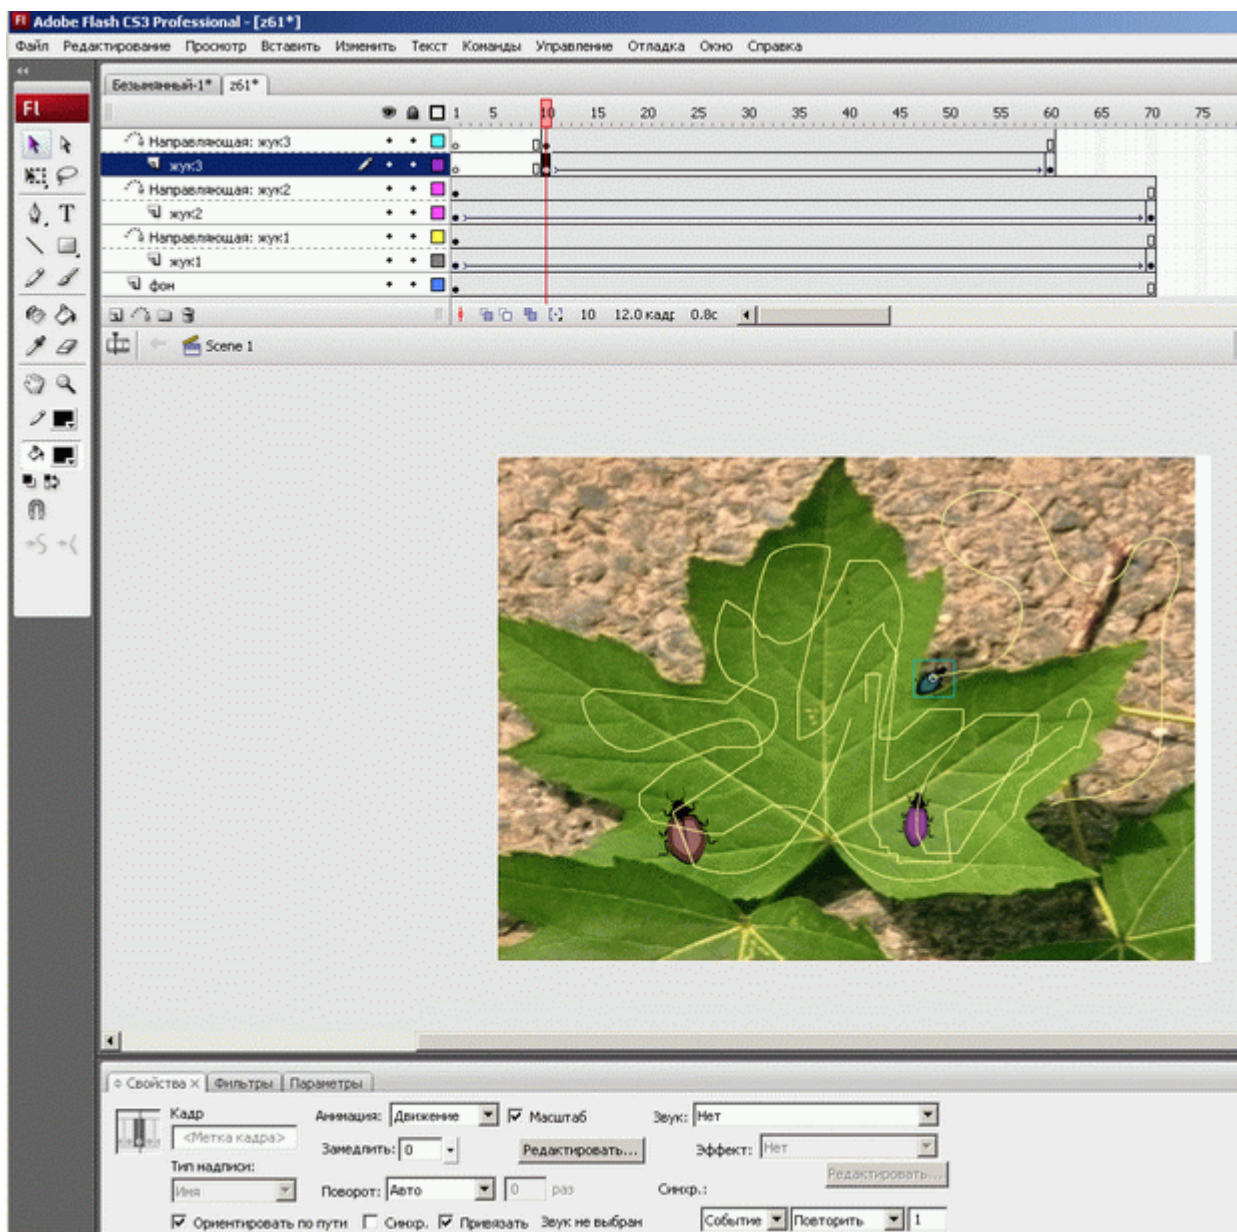 Adobe Flash CS3 Professional - [z61*]
Файл Редактирование Просмотр Вставить Изменить Текст Команды Управление Отладка Окно Справка
Безымянный-1* z61*
Fl
1 5 10 15 20 25 30 35 40 45 50 55 60 65 70 75
Направляющая: жук3
жук3
Направляющая: жук2
жук2
Направляющая: жук1
жук1
фон
10 12.0 кадр 0.8с
Scene 1
Свойства × Фильтры Параметры
Кадр Анимация: Движение Масштаб Звук: Нет
<Метка кадра> Замедлить: 0 Редактировать... Эффект: Нет
Тип надписи: Редактировать...
Имя Поворот: Авто 0 раз Синхр.:
Ориентировать по пути Синхр. Привязать Звук не выбран Событие Повторить 1